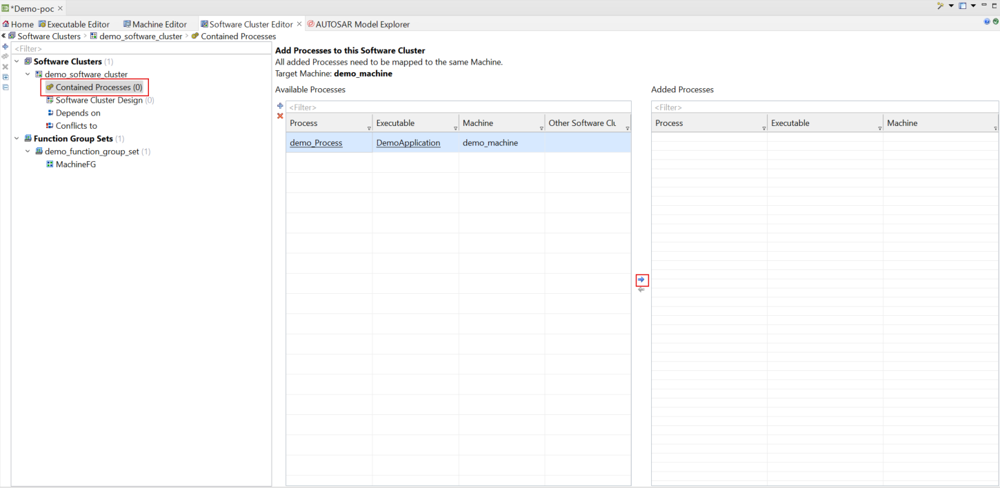 *Demo-poc
Home Executable Editor Machine Editor Software Cluster Editor AUTOSAR Model Explorer
Software Clusters > demo_software_cluster > Contained Processes
<Filter>
Software Clusters (1)
demo_software_cluster
Contained Processes (0)
Software Cluster Design (0)
Depends on
Conflicts to
Function Group Sets (1)
demo_function_group_set (1)
MachineFG
Add Processes to this Software Cluster
All added Processes need to be mapped to the same Machine.
Target Machine: demo_machine
Available Processes
<Filter>
Process Executable Machine Other Software Clu
demo_Process DemoApplication demo_machine
Added Processes
<Filter>
Process Executable Machine